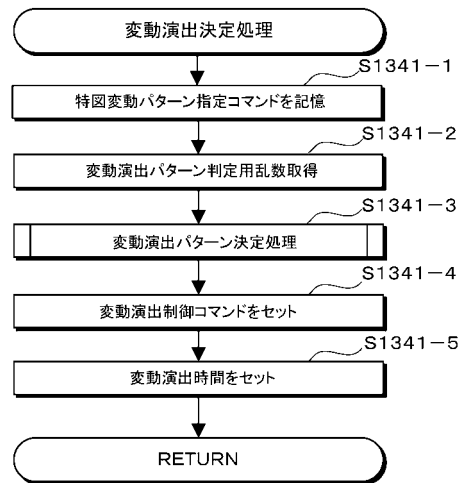 変動演出決定処理
S1341-1
特図変動パターン指定コマンドを記憶
S1341-2
変動演出パターン判定用乱数取得
S1341-3
変動演出パターン決定処理
S1341-4
変動演出制御コマンドをセット
S1341-5
変動演出時間をセット
RETURN